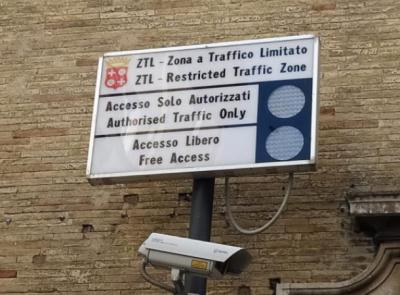 ZTL - Zona a Traffico Limitato
ZTL - Restricted Traffic Zone
Accesso Solo Autorizzati
Authorised Traffic Only
Accesso Libero
Free Access